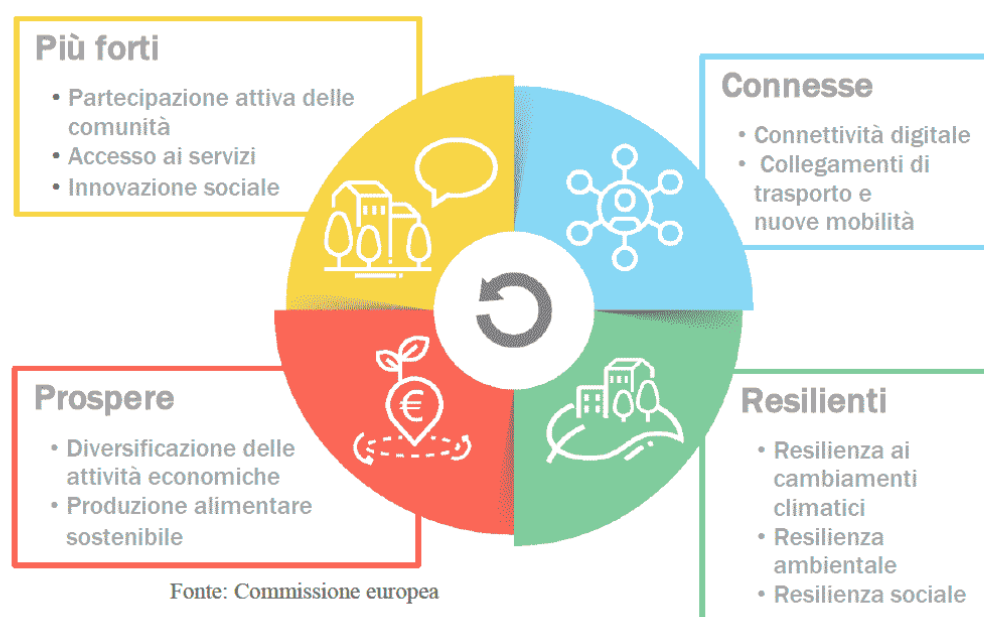 Più forti
• Partecipazione attiva delle
comunità
• Accesso ai servizi
• Innovazione sociale
Connesse
• Connettività digitale
• Collegamenti di
trasporto e
nuove mobilità
Prospere
• Diversificazione delle
attività economiche
• Produzione alimentare
sostenibile
€
Resilienti
• Resilienza ai
cambiamenti
climatici
• Resilienza
ambientale
• Resilienza sociale
Fonte: Commissione europea